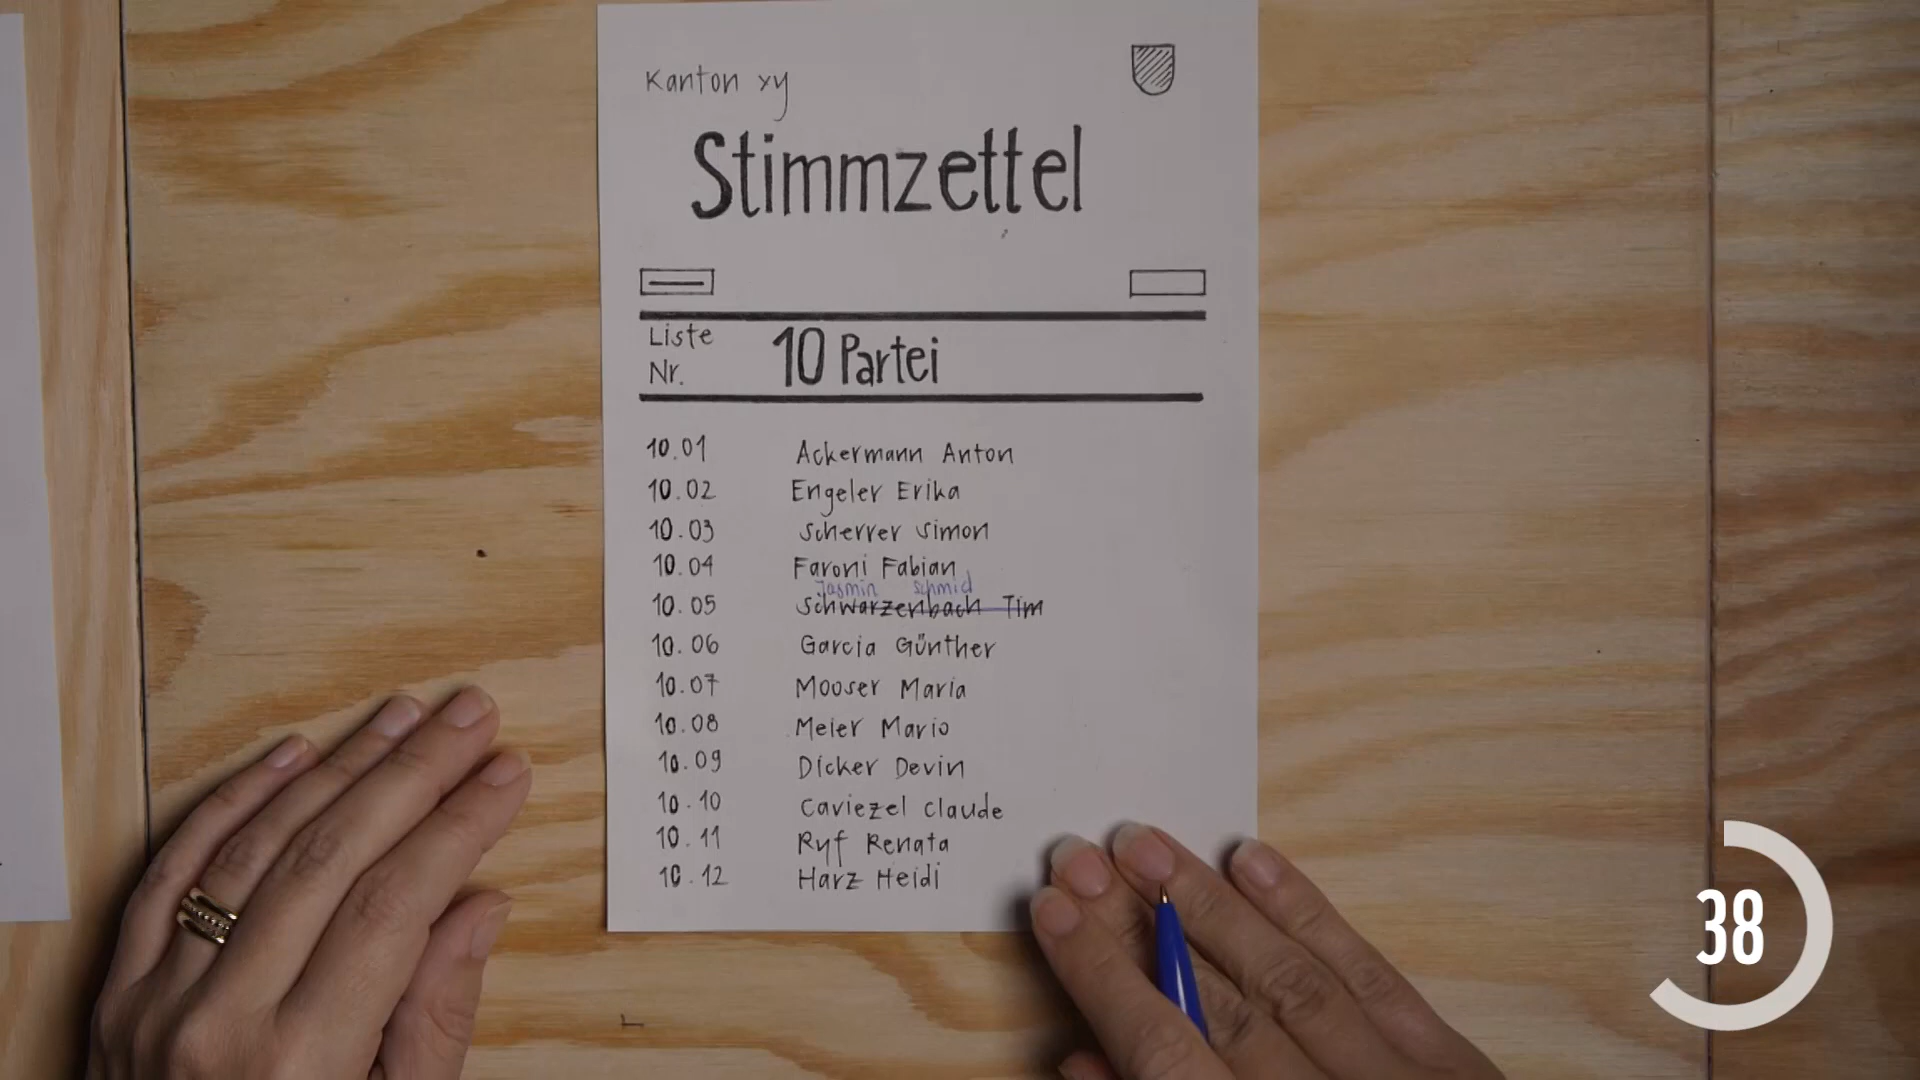 Kanton xy
Stimmzettel
Liste Nr. 10 Partei
10.01 Ackermann Anton
10.02 Engeler Erika
10.03 Scherrer Simon
10.04 Faroni Fabian
Jasmin Schmid
10.05 Schwarzenbach Tim
10.06 Garcia Günther
10.07 Mooser Maria
10.08 Meier Mario
10.09 Dicker Devin
10.10 Caviezel Claude
10.11 Ryf Renata
10.12 Harz Heidi
38